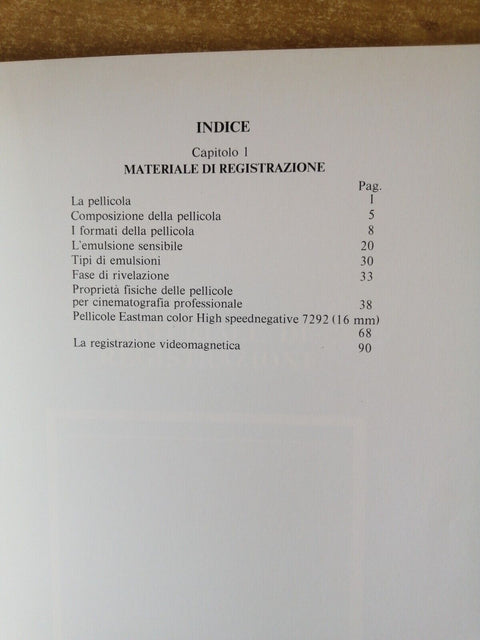 INDICE
Capitolo 1
MATERIALE DI REGISTRAZIONE
Pag.
La pellicola 1
Composizione della pellicola 5
I formati della pellicola 8
L'emulsione sensibile 20
Tipi di emulsioni 30
Fase di rivelazione 33
Proprietà fisiche delle pellicole
per cinematografia professionale 38
Pellicole Eastman color High speednegative 7292 (16 mm)
68
La registrazione videomagnetica 90